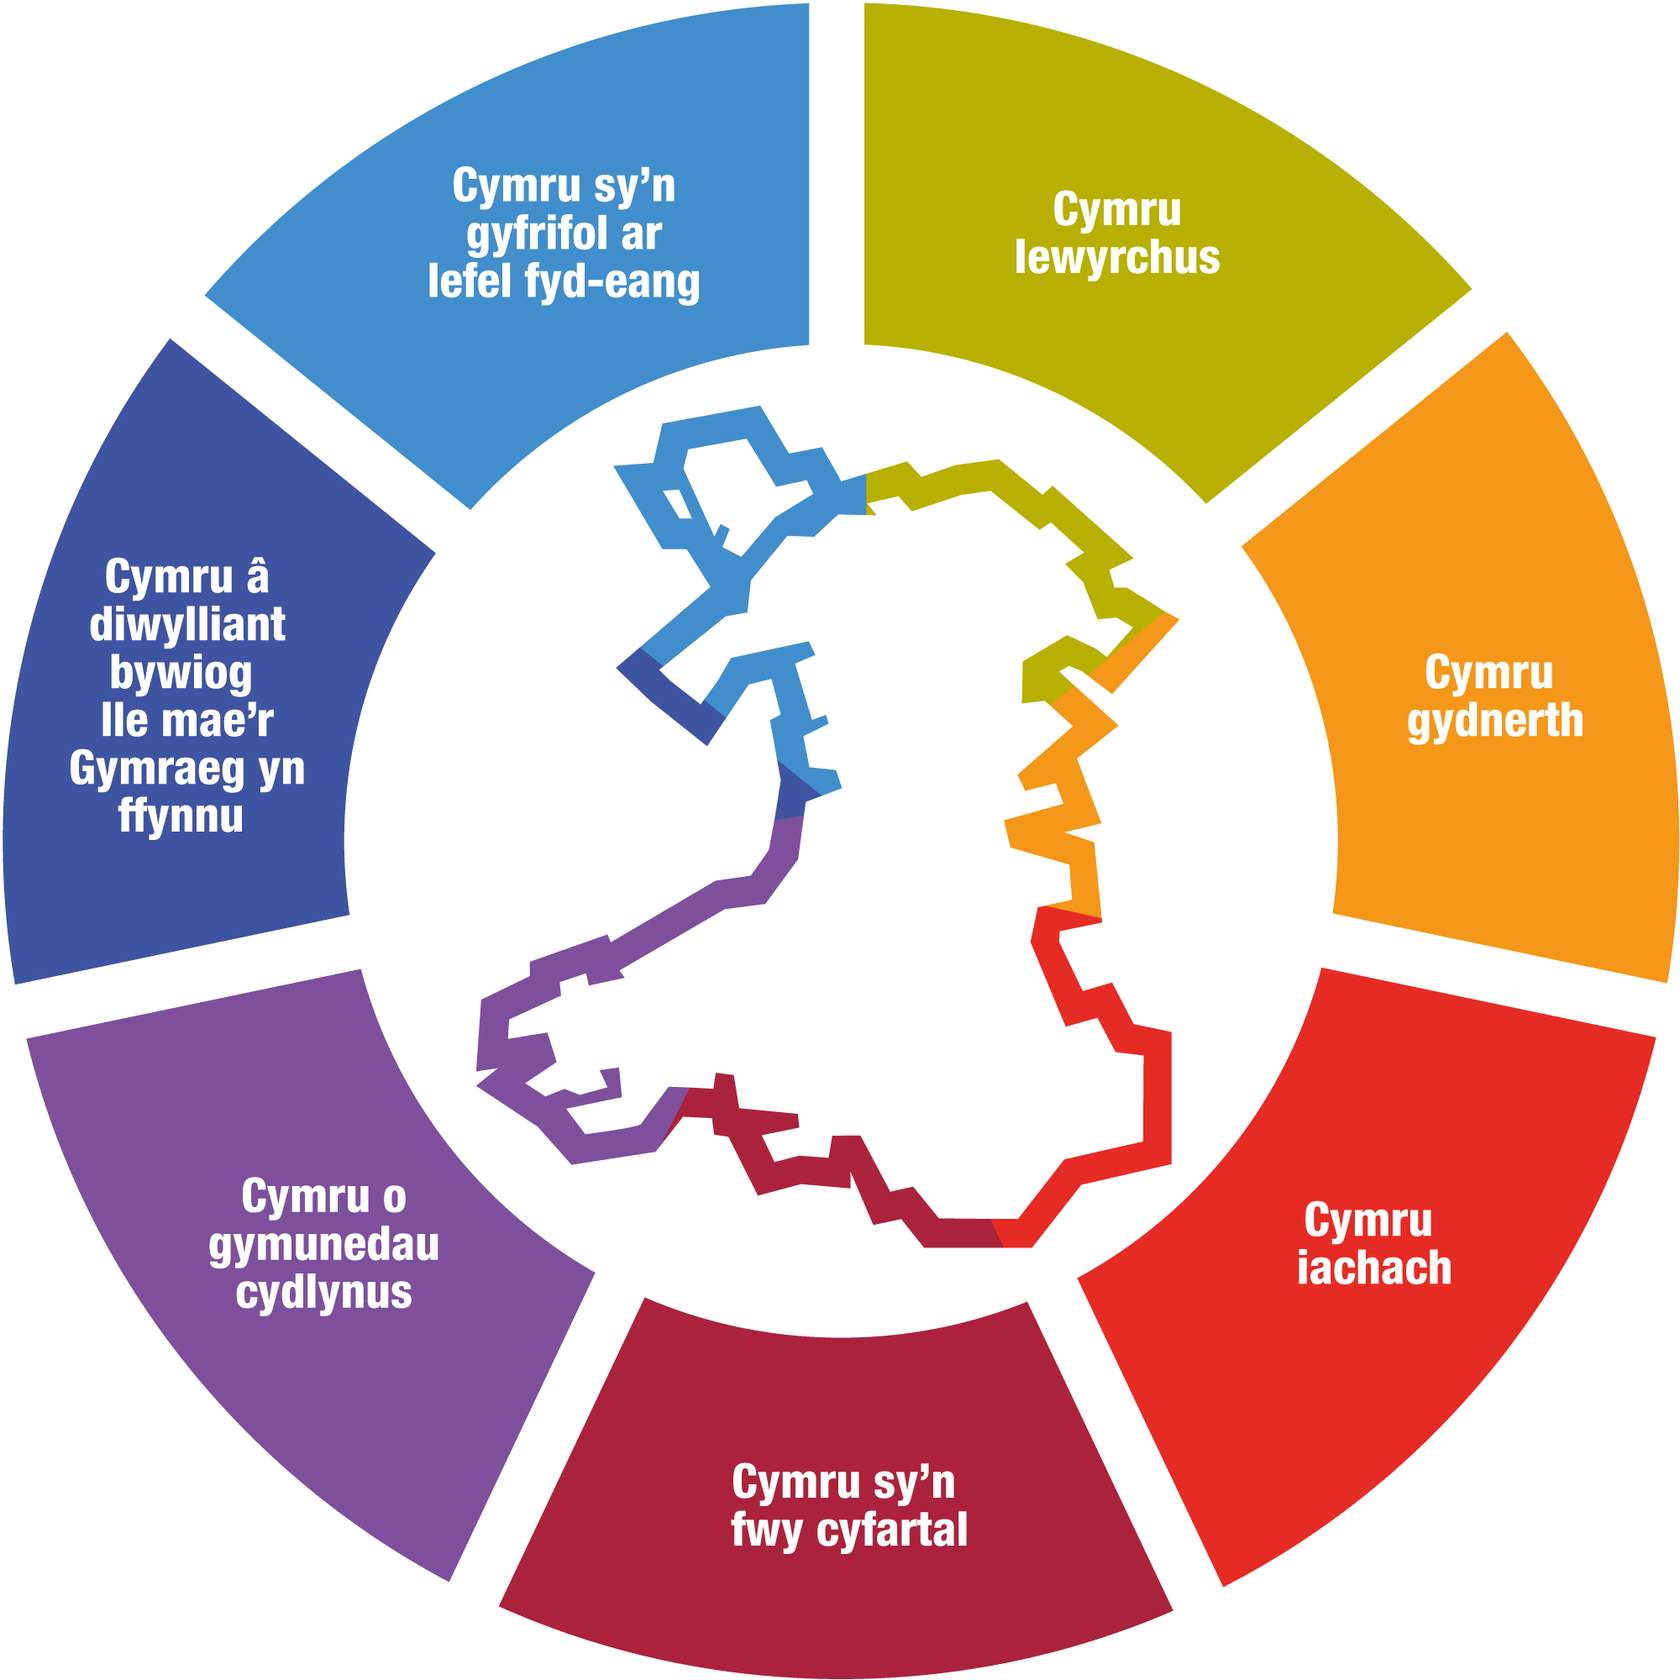 Cymru sy’n
gyfrifol ar
lefel fyd-eang
Cymru
lewyrchus
Cymru
gydnerth
Cymru
iachach
Cymru sy’n
fwy cyfartal
Cymru o
gymunedau
cydlynus
Cymru â
diwylliant
bywiog
lle mae’r
Gymraeg yn
ffynnu